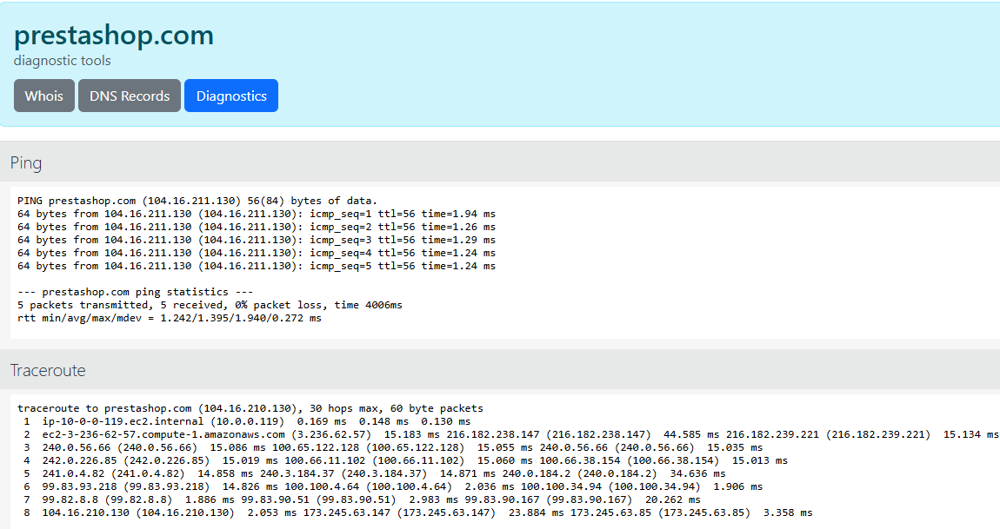 prestashop.com
diagnostic tools
Whois DNS Records Diagnostics
Ping
PING prestashop.com (104.16.211.130) 56(84) bytes of data.
64 bytes from 104.16.211.130 (104.16.211.130): icmp_seq=1 ttl=56 time=1.94 ms
64 bytes from 104.16.211.130 (104.16.211.130): icmp_seq=2 ttl=56 time=1.26 ms
64 bytes from 104.16.211.130 (104.16.211.130): icmp_seq=3 ttl=56 time=1.29 ms
64 bytes from 104.16.211.130 (104.16.211.130): icmp_seq=4 ttl=56 time=1.24 ms
64 bytes from 104.16.211.130 (104.16.211.130): icmp_seq=5 ttl=56 time=1.24 ms
--- prestashop.com ping statistics ---
5 packets transmitted, 5 received, 0% packet loss, time 4006ms
rtt min/avg/max/mdev = 1.242/1.395/1.940/0.272 ms
Traceroute
traceroute to prestashop.com (104.16.210.130), 30 hops max, 60 byte packets
1 ip-10-0-0-119.ec2.internal (10.0.0.119) 0.169 ms 0.148 ms 0.130 ms
2 ec2-3-236-62-57.compute-1.amazonaws.com (3.236.62.57) 15.183 ms 216.182.238.147 (216.182.238.147) 44.585 ms 216.182.239.221 (216.182.239.221) 15.134 ms
3 240.0.56.66 (240.0.56.66) 15.086 ms 100.65.122.128 (100.65.122.128) 15.055 ms 240.0.56.66 (240.0.56.66) 15.035 ms
4 242.0.226.85 (242.0.226.85) 15.019 ms 100.66.11.102 (100.66.11.102) 15.060 ms 100.66.38.154 (100.66.38.154) 15.013 ms
5 241.0.4.82 (241.0.4.82) 14.858 ms 240.3.184.37 (240.3.184.37) 14.871 ms 240.0.184.2 (240.0.184.2) 34.636 ms
6 99.83.93.218 (99.83.93.218) 14.826 ms 100.100.4.64 (100.100.4.64) 2.036 ms 100.100.34.94 (100.100.34.94) 1.906 ms
7 99.82.8.8 (99.82.8.8) 1.886 ms 99.83.90.51 (99.83.90.51) 2.983 ms 99.83.90.167 (99.83.90.167) 20.262 ms
8 104.16.210.130 (104.16.210.130) 2.053 ms 173.245.63.147 (173.245.63.147) 23.884 ms 173.245.63.85 (173.245.63.85) 3.358 ms